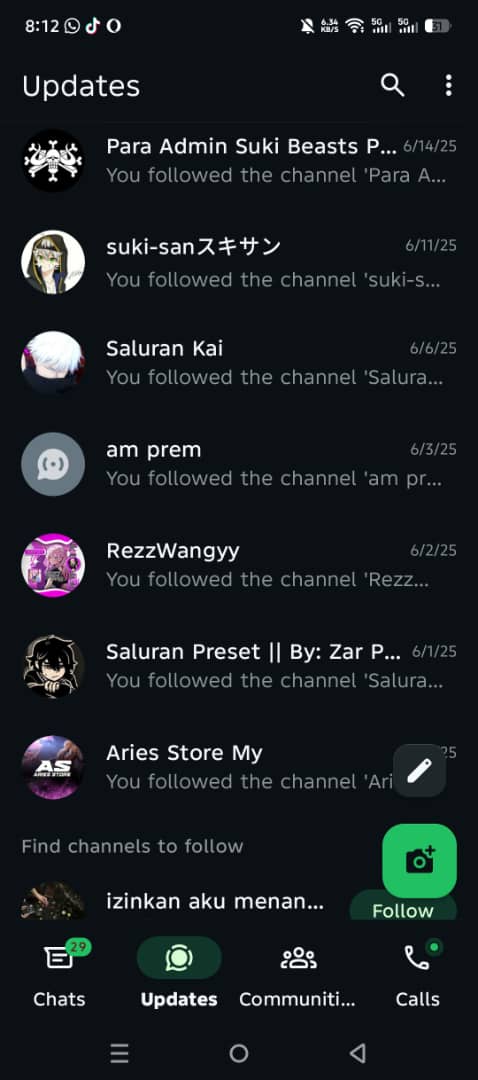 8:12
6.34 KB/S 5G 5G 31
Updates
Para Admin Suki Beasts P... 6/14/25
You followed the channel 'Para A...
suki-sanスキサン 6/11/25
You followed the channel 'suki-s...
Saluran Kai 6/6/25
You followed the channel 'Salura...
am prem 6/3/25
You followed the channel 'am pr...
RezzWangyy 6/2/25
You followed the channel 'Rezz...
Saluran Preset || By: Zar P... 6/1/25
You followed the channel 'Salura...
AS
ARIES STORE
Aries Store My 25
You followed the channel 'Ari
Find channels to follow
izinkan aku menan...
Follow
29
Chats
Updates
Communiti...
Calls